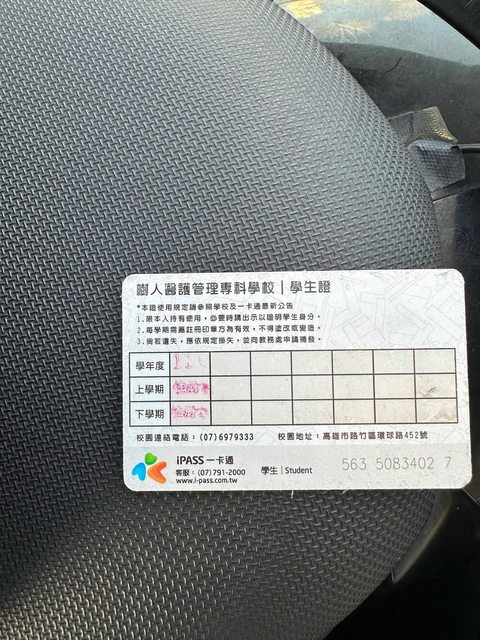 樹人醫護管理專科學校｜學生證
*本證使用規定請參照學校及一卡通最新公告
1.限本人持有使用，必要時請出示以證明學生身分。
2.每學期需蓋註冊印章方為有效，不得塗改或變造。
3.倘若遺失，應依規定掛失，並向教務處申請補發。
學年度
上學期
下學期
校園連絡電話：(07)6979333 校園地址：高雄市路竹區環球路452號
iPASS 一卡通
客服：(07)791-2000
www.i-pass.com.tw
學生｜Student
563 5083402 7